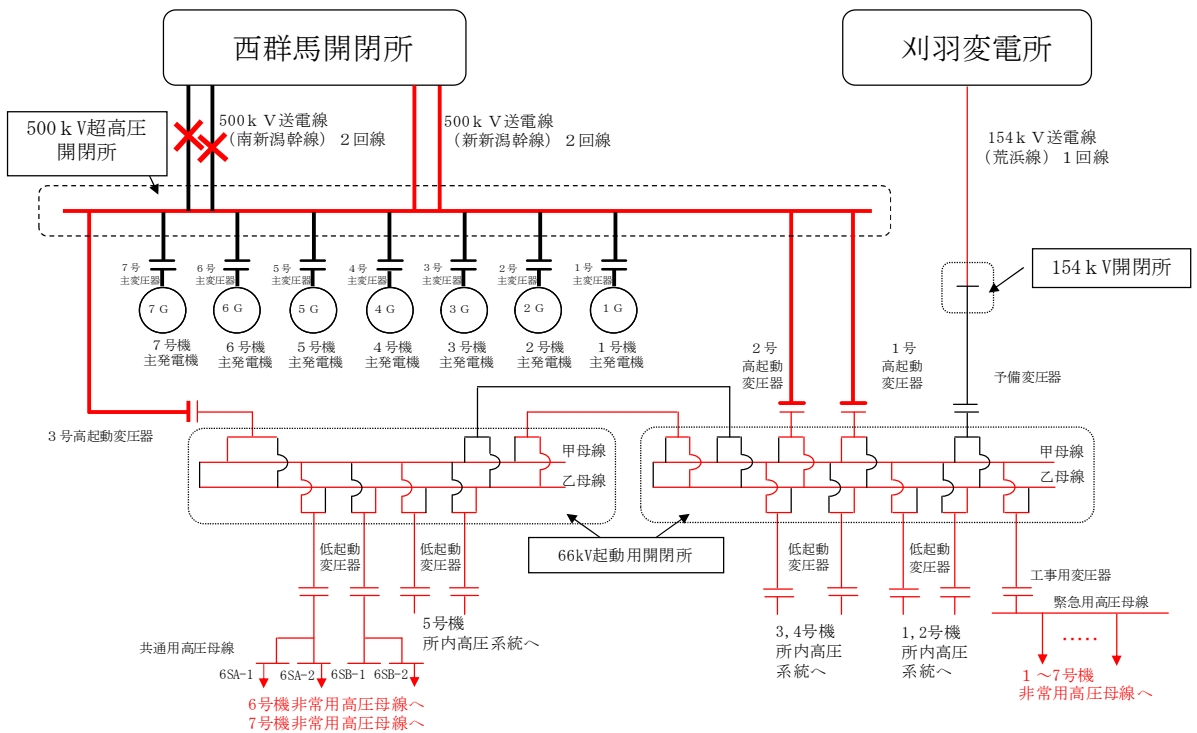 西群馬開閉所
刈羽変電所
500ｋV超高圧
開閉所
500ｋＶ送電線
（南新潟幹線）２回線
500ｋＶ送電線
（新新潟幹線）２回線
154ｋＶ送電線
（荒浜線）１回線
154ｋV開閉所
７号
主変圧器
６号
主変圧器
５号
主変圧器
４号
主変圧器
３号
主変圧器
２号
主変圧器
１号
主変圧器
７Ｇ
６Ｇ
５Ｇ
４Ｇ
３Ｇ
２Ｇ
１Ｇ
７号機
主発電機
６号機
主発電機
５号機
主発電機
４号機
主発電機
３号機
主発電機
２号機
主発電機
１号機
主発電機
２号
高起動
変圧器
１号
高起動
変圧器
予備変圧器
３号高起動変圧器
甲母線
乙母線
甲母線
乙母線
66kV起動用開閉所
低起動
変圧器
低起動
変圧器
低起動
変圧器
低起動
変圧器
工事用変圧器
緊急用高圧母線
共通用高圧母線
5号機
所内高圧系統へ
3,4号機
所内高圧
系統へ
1,2号機
所内高圧
系統へ
.....
１～7号機
非常用高圧母線へ
6SA-1
6SA-2
6SB-1
6SB-2
6号機非常用高圧母線へ
7号機非常用高圧母線へ